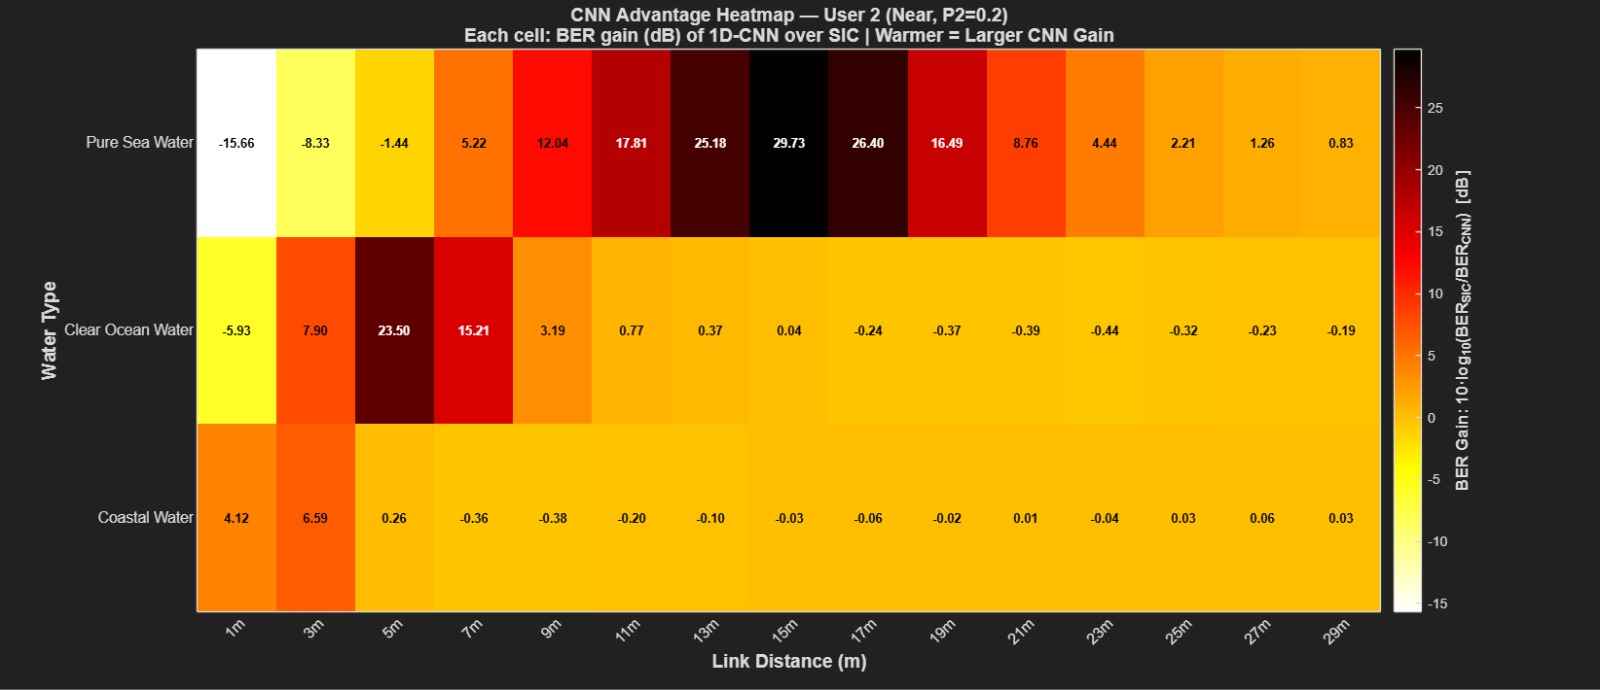 CNN Advantage Heatmap — User 2 (Near, P2=0.2)
Each cell: BER gain (dB) of 1D-CNN over SIC | Warmer = Larger CNN Gain
Water Type
Pure Sea Water -15.66 -8.33 -1.44 5.22 12.04 17.81 25.18 29.73 26.40 16.49 8.76 4.44 2.21 1.26 0.83
Clear Ocean Water -5.93 7.90 23.50 15.21 3.19 0.77 0.37 0.04 -0.24 -0.37 -0.39 -0.44 -0.32 -0.23 -0.19
Coastal Water 4.12 6.59 0.26 -0.36 -0.38 -0.20 -0.10 -0.03 -0.06 -0.02 0.01 -0.04 0.03 0.06 0.03
1m 3m 5m 7m 9m 11m 13m 15m 17m 19m 21m 23m 25m 27m 29m
Link Distance (m)
25
20
15
10
5
0
-5
-10
-15
BER Gain: 10·log10(BERSIC/BERCNN) [dB]